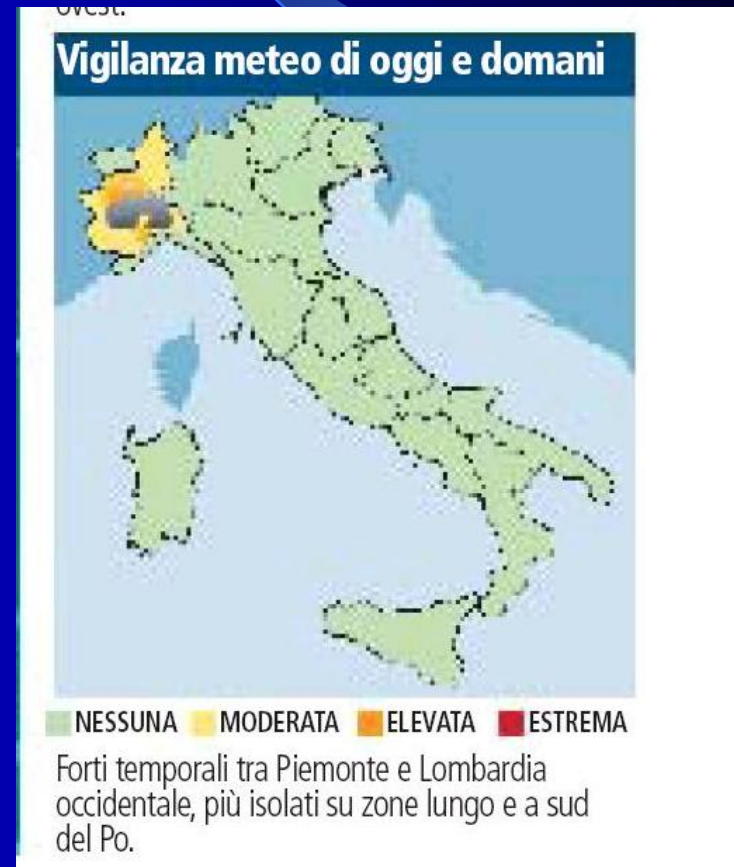 ovest.
Vigilanza meteo di oggi e domani
NESSUNA MODERATA ELEVATA ESTREMA
Forti temporali tra Piemonte e Lombardia
occidentale, più isolati su zone lungo e a sud
del Po.